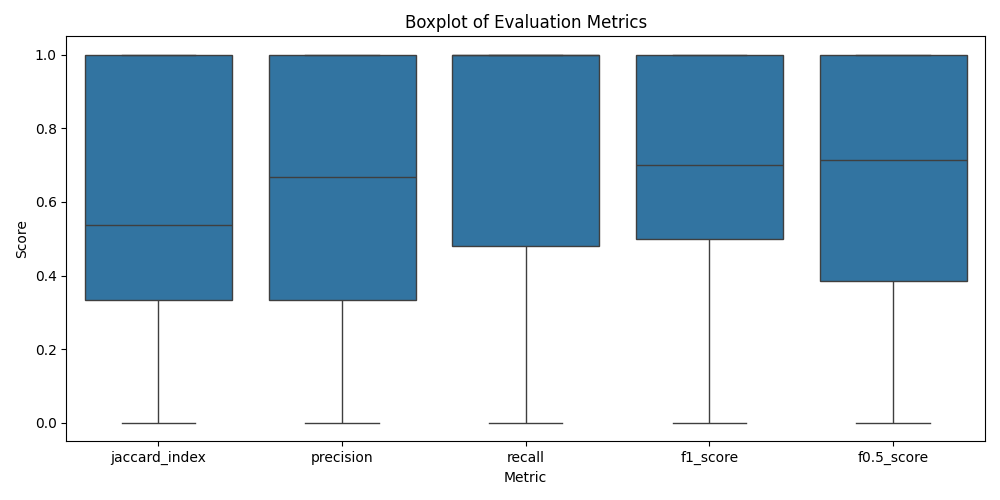 Boxplot of Evaluation Metrics
1.0
0.8
0.6
0.4
0.2
0.0
Score
jaccard_index precision recall f1_score f0.5_score
Metric